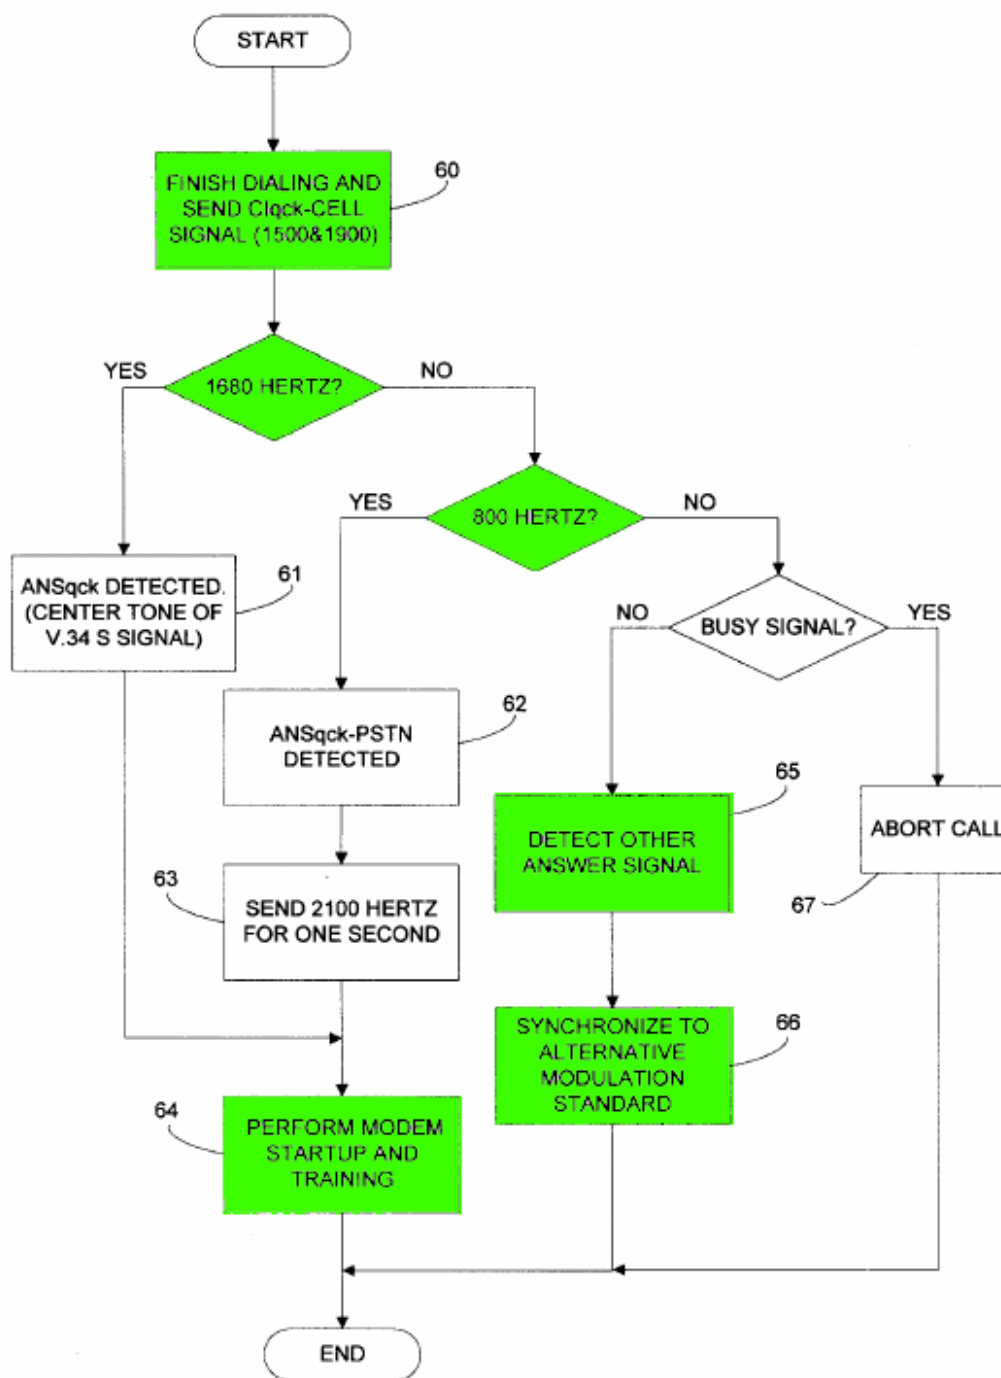 START
FINISH DIALING AND
SEND CIqck-CELL
SIGNAL (1500&1900)
60
1680 HERTZ?
YES
NO
800 HERTZ?
YES
NO
ANSqck DETECTED.
(CENTER TONE OF
V.34 S SIGNAL)
61
BUSY SIGNAL?
NO
YES
ANSqck-PSTN
DETECTED
62
DETECT OTHER
ANSWER SIGNAL
65
ABORT CALL
67
SEND 2100 HERTZ
FOR ONE SECOND
63
SYNCHRONIZE TO
ALTERNATIVE
MODULATION
STANDARD
66
PERFORM MODEM
STARTUP AND
TRAINING
64
END